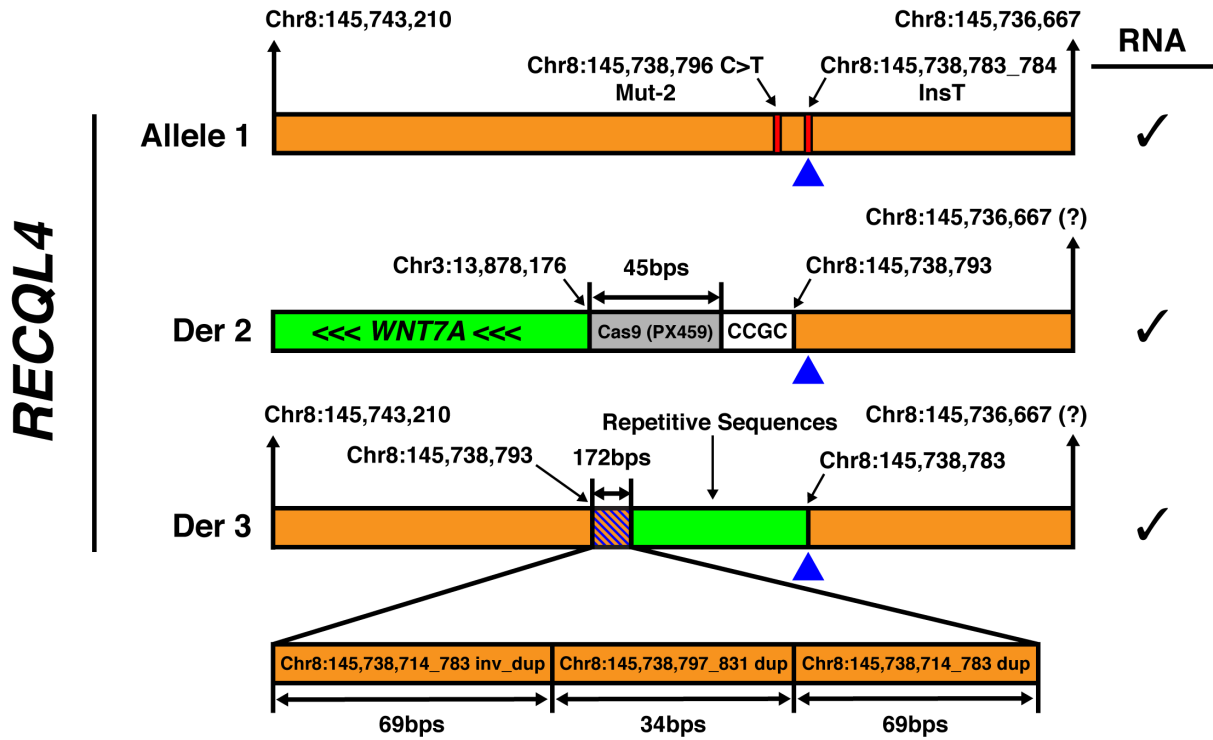 Chr8:145,743,210
Chr8:145,736,667
RNA
Chr8:145,738,796 C>T
Mut-2
Chr8:145,738,783_784
InsT
Allele 1
✓
RECQL4
Chr8:145,736,667 (?)
Chr3:13,878,176
45bps
Chr8:145,738,793
Der 2
<<< WNT7A <<<
Cas9 (PX459)
CCGC
✓
Chr8:145,743,210
Chr8:145,736,667 (?)
Repetitive Sequences
Chr8:145,738,793
172bps
Chr8:145,738,783
Der 3
✓
Chr8:145,738,714_783 inv_dup
Chr8:145,738,797_831 dup
Chr8:145,738,714_783 dup
69bps
34bps
69bps